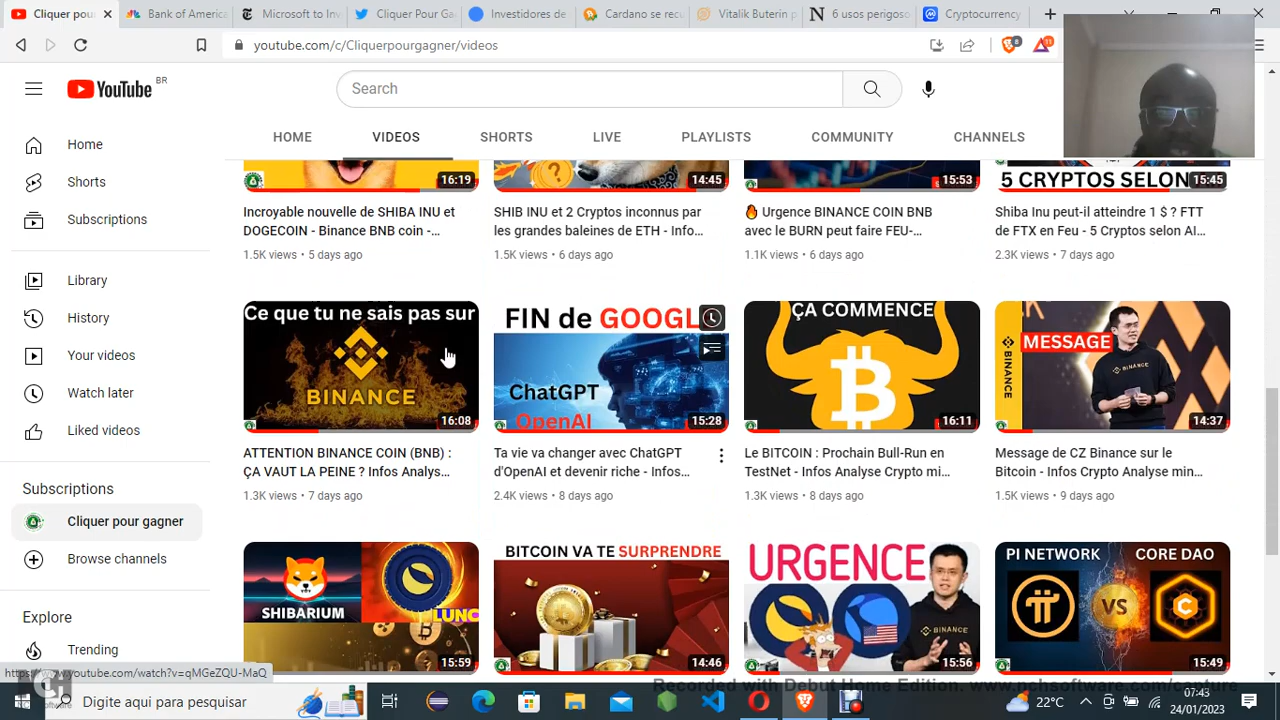 Cliquer pou
Bank of Americ
Microsoft to Inv
Cliquer Pour Ga
Investidores de
Cardano se recu
Vitalik Buterin p
6 usos perigoso
Cryptocurrency
youtube.com/c/Cliquerpourgagner/videos
YouTube BR
Search
HOME
VIDEOS
SHORTS
LIVE
PLAYLISTS
COMMUNITY
CHANNELS
Home
Shorts
Subscriptions
Library
History
Your videos
Watch later
Liked videos
Subscriptions
Cliquer pour gagner
Browse channels
Explore
Trending
16:19
Incroyable nouvelle de SHIBA INU et
DOGECOIN - Binance BNB coin -...
1.5K views • 5 days ago
14:45
SHIB INU et 2 Cryptos inconnus par
les grandes baleines de ETH - Info...
1.5K views • 6 days ago
15:53
🔥 Urgence BINANCE COIN BNB
avec le BURN peut faire FEU-...
1.1K views • 6 days ago
5 CRYPTOS SELON
15:45
Shiba Inu peut-il atteindre 1 $ ? FTT
de FTX en Feu - 5 Cryptos selon AI...
2.3K views • 7 days ago
Ce que tu ne sais pas sur
BINANCE
16:08
ATTENTION BINANCE COIN (BNB) :
ÇA VAUT LA PEINE ? Infos Analys...
1.3K views • 7 days ago
FIN de GOOGL
ChatGPT
OpenAI
15:28
Ta vie va changer avec ChatGPT
d'OpenAI et devenir riche - Infos...
2.4K views • 8 days ago
ÇA COMMENCE
16:11
Le BITCOIN : Prochain Bull-Run en
TestNet - Infos Analyse Crypto mi...
1.3K views • 8 days ago
BINANCE
MESSAGE
BINANCE
14:37
Message de CZ Binance sur le
Bitcoin - Infos Crypto Analyse min...
1.5K views • 9 days ago
SHIBARIUM
LUNC
15:59
BITCOIN VA TE SURPRENDRE
14:46
URGENCE
BINANCE
15:56
PI NETWORK
CORE DAO
VS
15:49
https://www.youtube.com/watch?v=qMGeZQU-MaQ
Recorded with Debut Home Edition. www.nchsoftware.com/capture
Digite aqui para pesquisar
22°C
07:43
24/01/2023